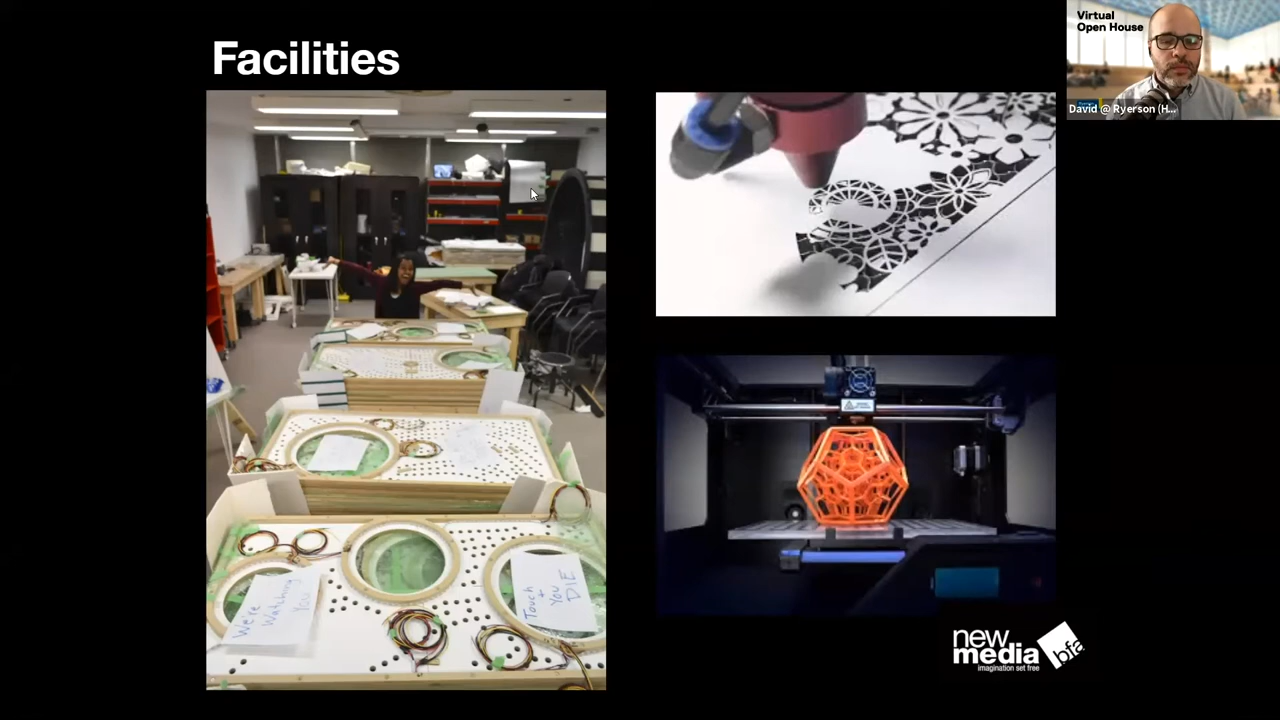 Facilities
Virtual
Open House
David @ Ryerson (H...
We're
Watching
You
Touch
+
You
DIE
new
media
bfa
imagination set free